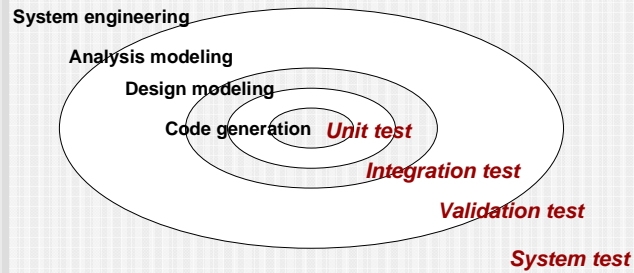 System engineering
Analysis modeling
Design modeling
Code generation Unit test
Integration test
Validation test
System test